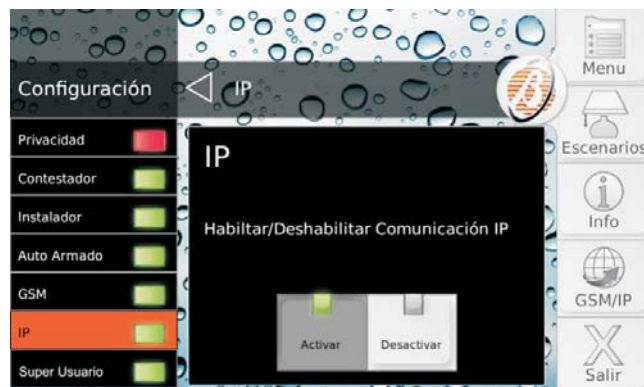 Configuración
IP
Privacidad
Contestador
Instalador
Auto Armado
GSM
IP
Super Usuario
IP
Habiltar/Deshabilitar Comunicación IP
Activar
Desactivar
Menu
Escenarios
Info
GSM/IP
Salir